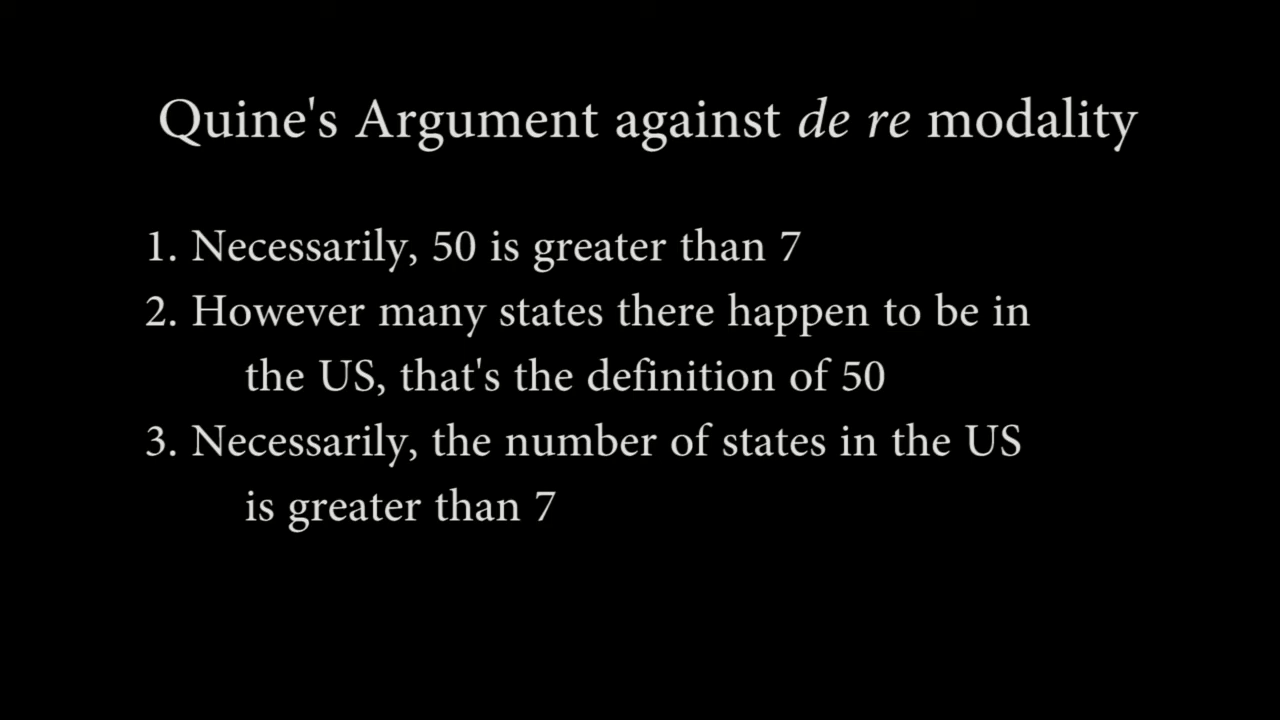 Quine's Argument against de re modality
1. Necessarily, 50 is greater than 7
2. However many states there happen to be in
the US, that's the definition of 50
3. Necessarily, the number of states in the US
is greater than 7